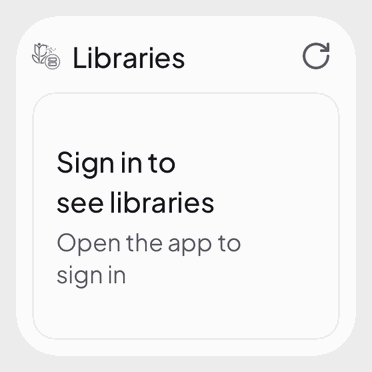 Libraries
Sign in to
see libraries
Open the app to
sign in